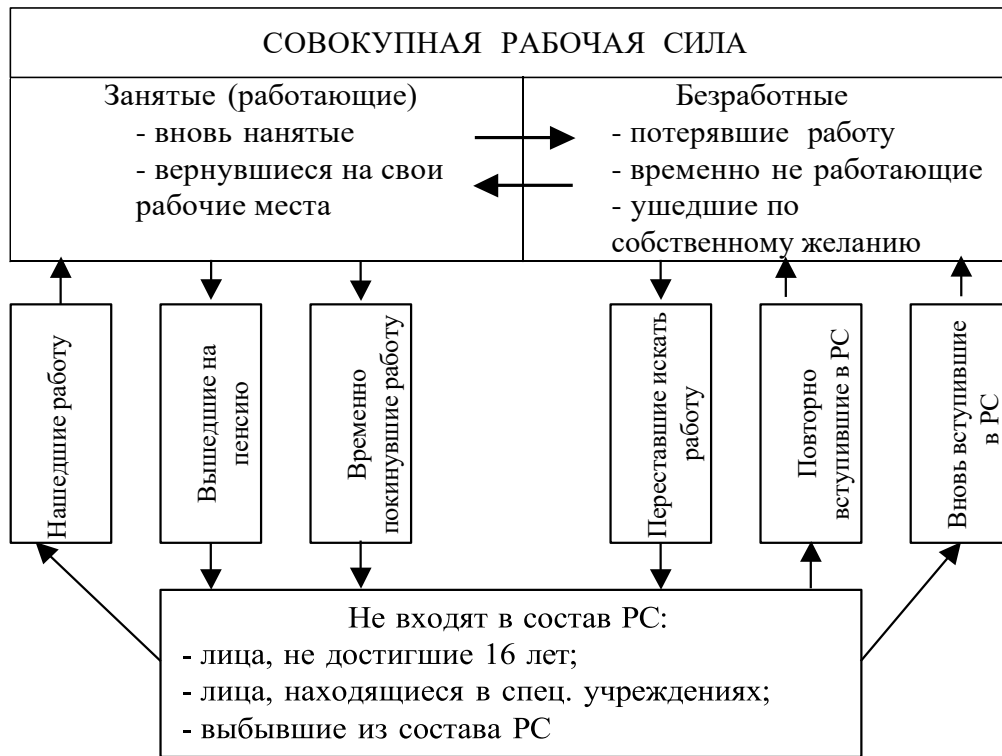 СОВОКУПНАЯ РАБОЧАЯ СИЛА
Занятые (работающие)
- вновь нанятые
- вернувшиеся на свои
рабочие места
Безработные
- потерявшие работу
- временно не работающие
- ушедшие по
собственному желанию
Нашедшие работу
Вышедшие на
пенсию
Временно
покинувшие работу
Переставшие искать
работу
Повторно
вступившие в РС
Вновь вступившие
в РС
Не входят в состав РС:
- лица, не достигшие 16 лет;
- лица, находящиеся в спец. учреждениях;
- выбывшие из состава РС